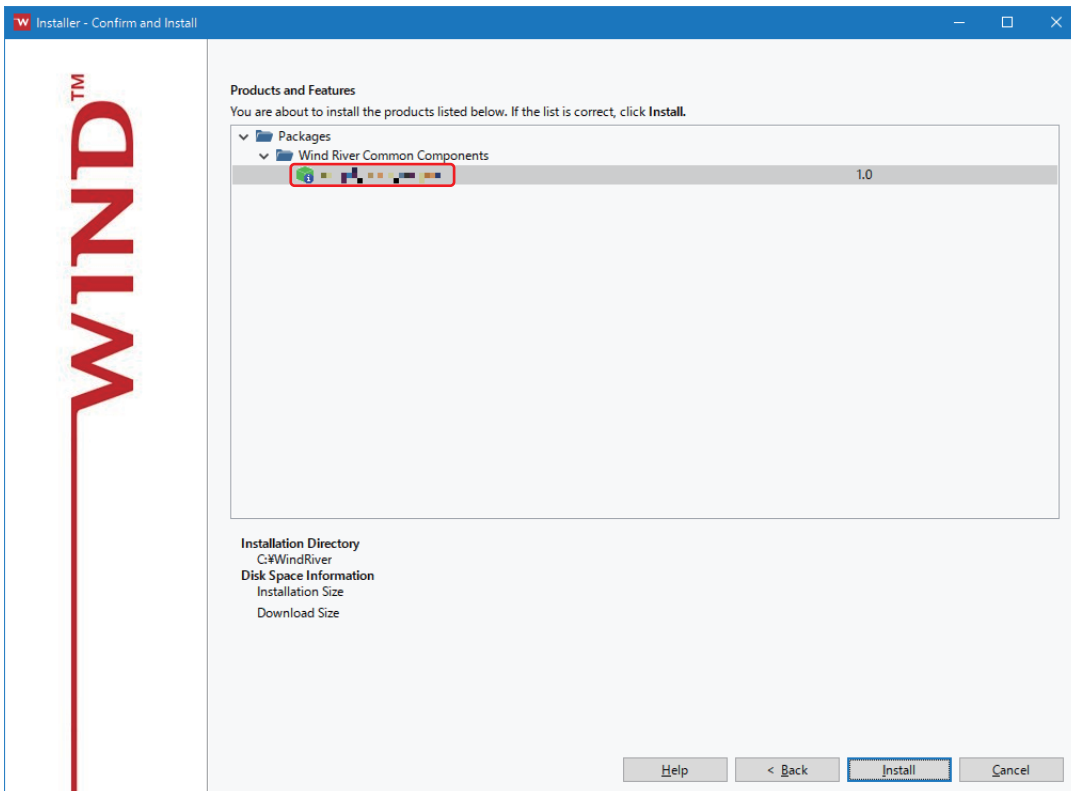 Installer - Confirm and Install
WIND™
Products and Features
You are about to install the products listed below. If the list is correct, click Install.
Packages
Wind River Common Components
1.0
Installation Directory
C:¥WindRiver
Disk Space Information
Installation Size
Download Size
Help
< Back
Install
Cancel